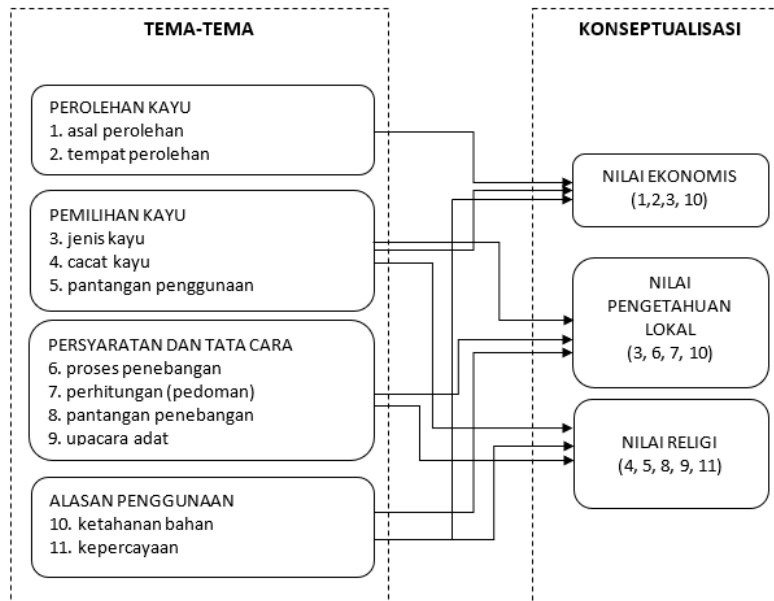 TEMA-TEMA
PEROLEHAN KAYU
1. asal perolehan
2. tempat perolehan
PEMILIHAN KAYU
3. jenis kayu
4. cacat kayu
5. pantangan penggunaan
PERSYARATAN DAN TATA CARA
6. proses penebangan
7. perhitungan (pedoman)
8. pantangan penebangan
9. upacara adat
ALASAN PENGGUNAAN
10. ketahanan bahan
11. kepercayaan
KONSEPTUALISASI
NILAI EKONOMIS
(1,2,3, 10)
NILAI
PENGETAHUAN
LOKAL
(3, 6, 7, 10)
NILAI RELIGI
(4, 5, 8, 9, 11)